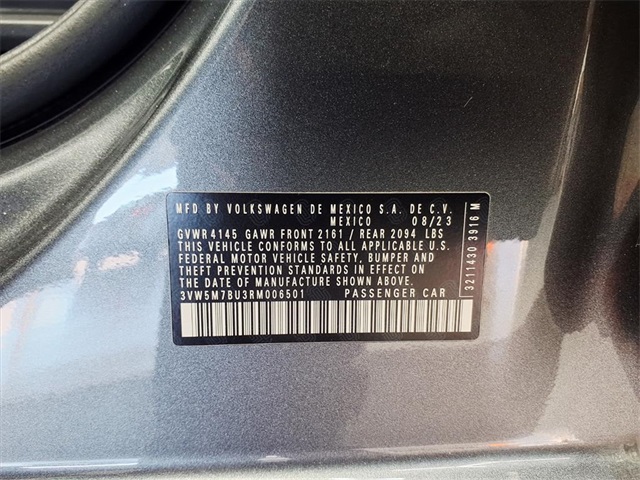 MFD BY VOLKSWAGEN DE MEXICO S.A. DE C.V.
MEXICO 08/23
GVWR 4145 GAWR FRONT 2161 / REAR 2094 LBS
THIS VEHICLE CONFORMS TO ALL APPLICABLE U.S.
FEDERAL MOTOR VEHICLE SAFETY, BUMPER AND
THEFT PREVENTION STANDARDS IN EFFECT ON
THE DATE OF MANUFACTURE SHOWN ABOVE.
3VW5M7BU3RM006501 PASSENGER CAR
3211430 3916 M